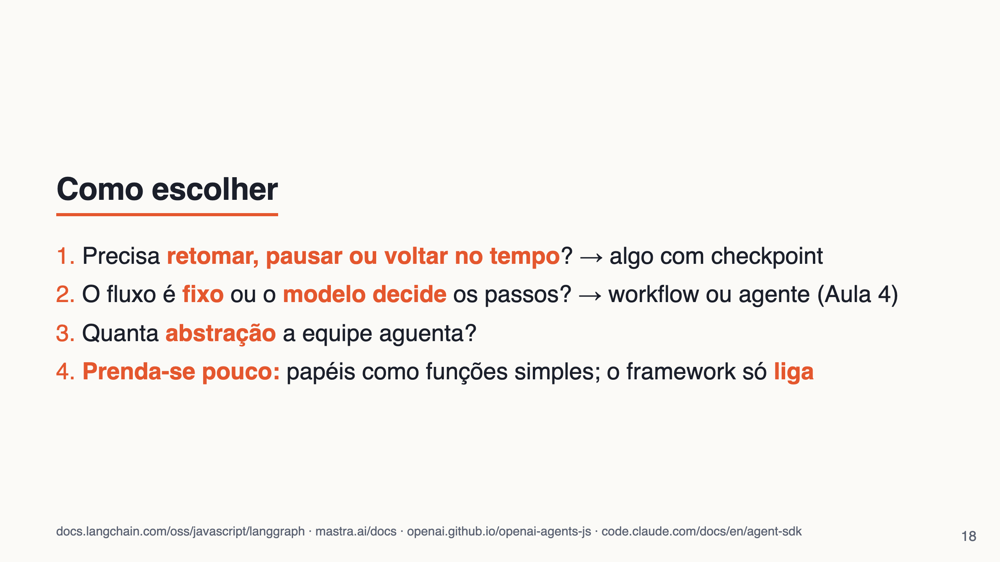 Como escolher
1. Precisa retomar, pausar ou voltar no tempo? → algo com checkpoint
2. O fluxo é fixo ou o modelo decide os passos? → workflow ou agente (Aula 4)
3. Quanta abstração a equipe aguenta?
4. Prenda-se pouco: papéis como funções simples; o framework só liga
docs.langchain.com/oss/javascript/langgraph · mastra.ai/docs · openai.github.io/openai-agents-js · code.claude.com/docs/en/agent-sdk
18